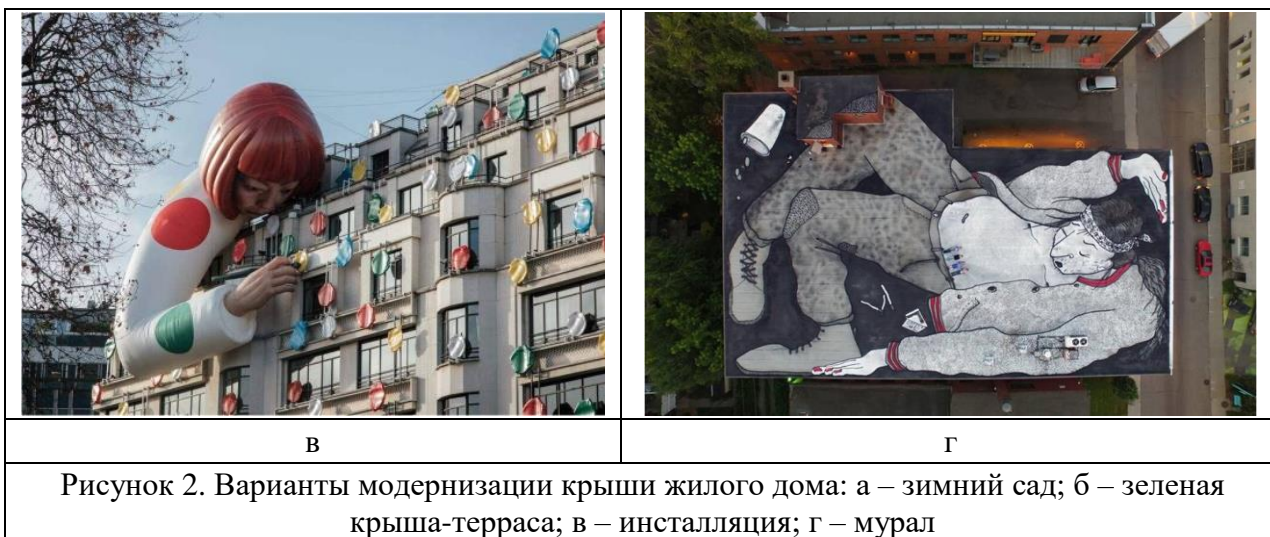 в
г
Рисунок 2. Варианты модернизации крыши жилого дома: а – зимний сад; б – зеленая
крыша-терраса; в – инсталляция; г – мурал